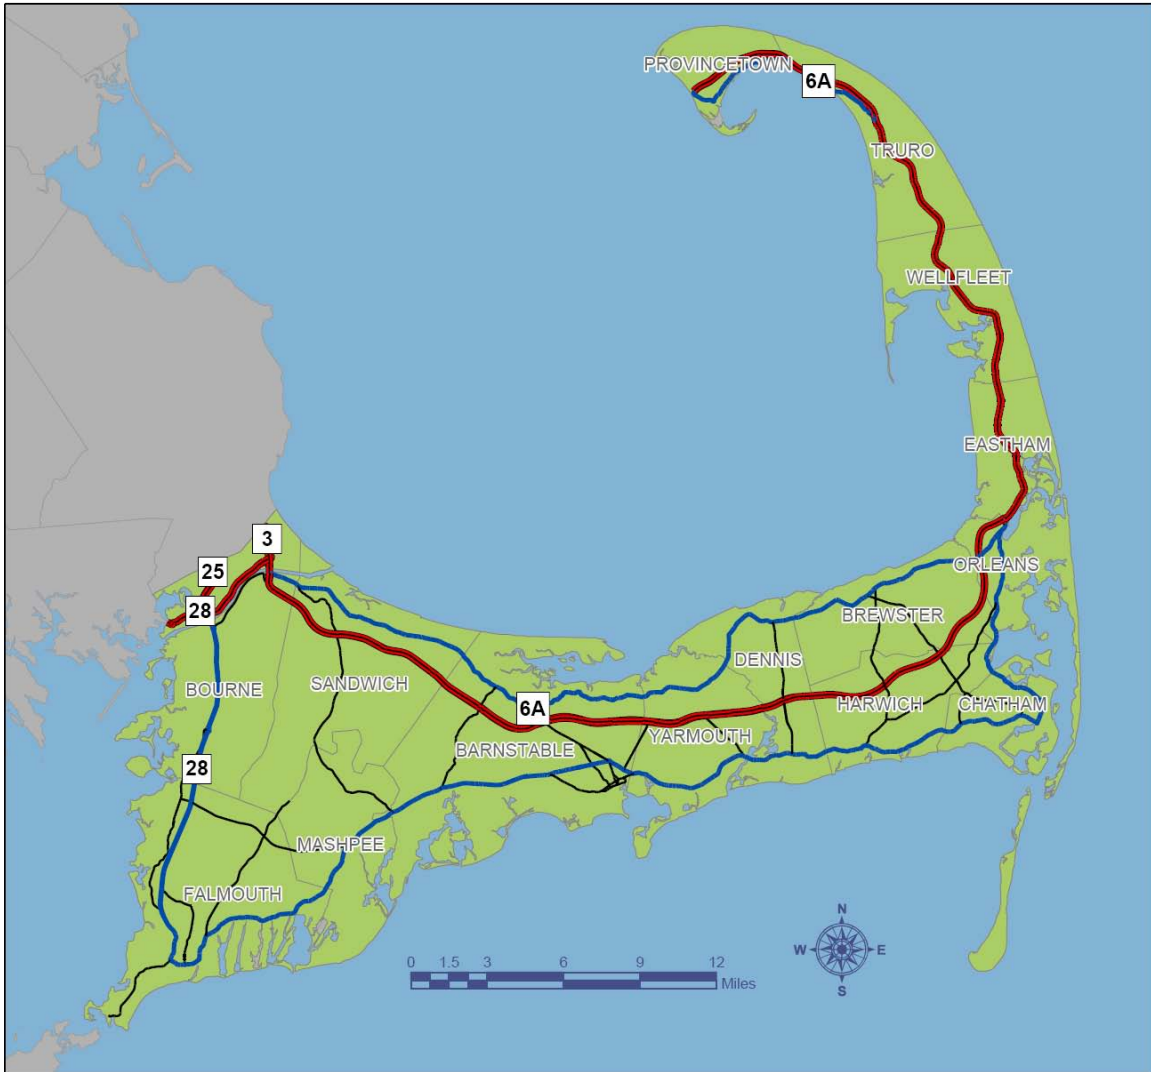 PROVINCETOWN
6A
TRURO
WELLFLEET
EASTHAM
3
25
28
ORLEANS
BREWSTER
DENNIS
SANDWICH
BOURNE
HARWICH
CHATHAM
6A
YARMOUTH
BARNSTABLE
28
MASHPEE
FALMOUTH
N
W E
S
0 1.5 3 6 9 12
Miles